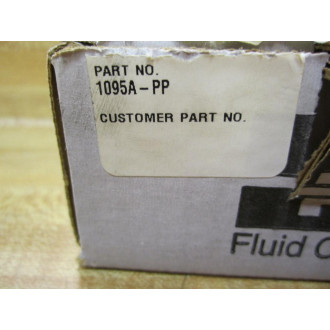 PART NO.
1095A-PP
CUSTOMER PART NO.
Fluid